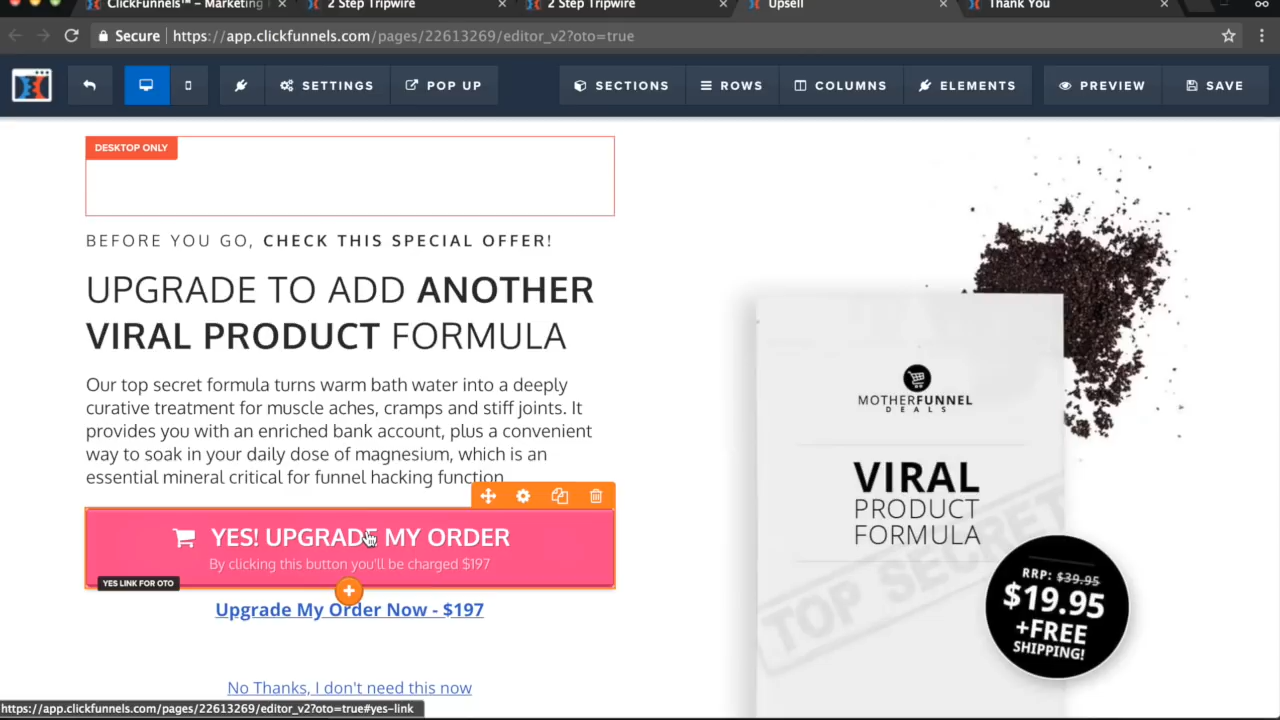 ClickFunnels™ - Marketing
2 Step Tripwire
2 Step Tripwire
Upsell
Thank You
Secure
https://app.clickfunnels.com/pages/22613269/editor_v2?oto=true
SETTINGS
POP UP
SECTIONS
ROWS
COLUMNS
ELEMENTS
PREVIEW
SAVE
DESKTOP ONLY
BEFORE YOU GO, CHECK THIS SPECIAL OFFER!
UPGRADE TO ADD ANOTHER
VIRAL PRODUCT FORMULA
Our top secret formula turns warm bath water into a deeply
curative treatment for muscle aches, cramps and stiff joints. It
provides you with an enriched bank account, plus a convenient
way to soak in your daily dose of magnesium, which is an
essential mineral critical for funnel hacking function
YES! UPGRADE MY ORDER
By clicking this button you'll be charged $197
YES LINK FOR OTO
Upgrade My Order Now - $197
No Thanks, I don't need this now
https://app.clickfunnels.com/pages/22613269/editor_v2?oto=true#yes-link
MOTHERFUNNEL
DEALS
VIRAL
PRODUCT
FORMULA
TOP SECRET
RRP: $39.95
$19.95
+FREE
SHIPPING!